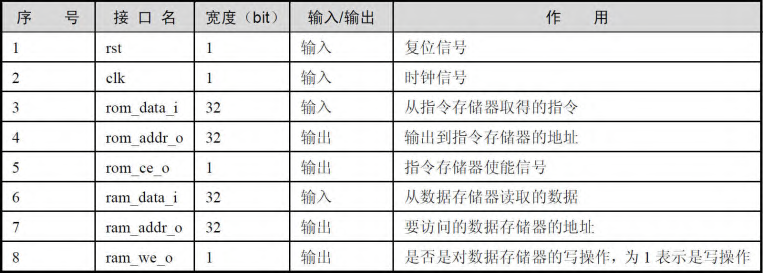 序 号 接 口 名 宽度（bit） 输入/输出 作 用
1 rst 1 输入 复位信号
2 clk 1 输入 时钟信号
3 rom_data_i 32 输入 从指令存储器取得的指令
4 rom_addr_o 32 输出 输出到指令存储器的地址
5 rom_ce_o 1 输出 指令存储器使能信号
6 ram_data_i 32 输入 从数据存储器读取的数据
7 ram_addr_o 32 输出 要访问的数据存储器的地址
8 ram_we_o 1 输出 是否是对数据存储器的写操作，为 1 表示是写操作